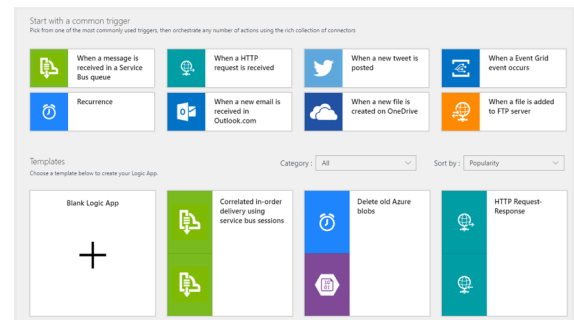 Start with a common trigger
Pick from one of the most commonly used triggers, then orchestrate any number of actions using the rich collection of connectors
When a message is
received in a Service
Bus queue
When a HTTP
request is received
When a new tweet is
posted
When a Event Grid
event occurs
Recurrence
When a new email is
received in
Outlook.com
When a new file is
created on OneDrive
When a file is added
to FTP server
Templates
Choose a template below to create your Logic App.
Category : All
Sort by : Popularity
Blank Logic App
Correlated in-order
delivery using
service bus sessions
Delete old Azure
blobs
HTTP Request-
Response